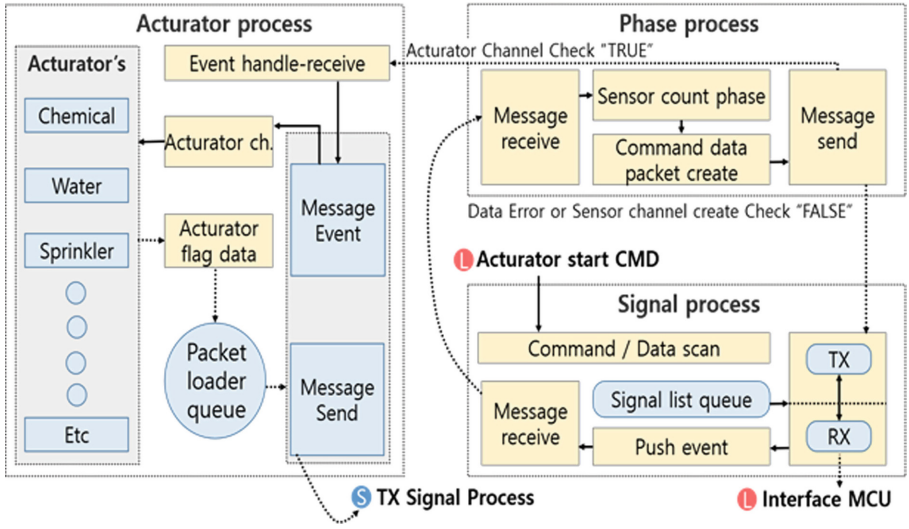 Acturator process
Acturator's
Chemical
Water
Sprinkler
Etc
Event handle-receive
Acturator ch.
Acturator
flag data
Packet
loader
queue
Message
Event
Message
Send
S TX Signal Process
Phase process
Acturator Channel Check "TRUE"
Message
receive
Sensor count phase
Command data
packet create
Message
send
Data Error or Sensor channel create Check "FALSE"
L Acturator start CMD
Signal process
Command / Data scan
Message
receive
Signal list queue
Push event
TX
RX
L Interface MCU